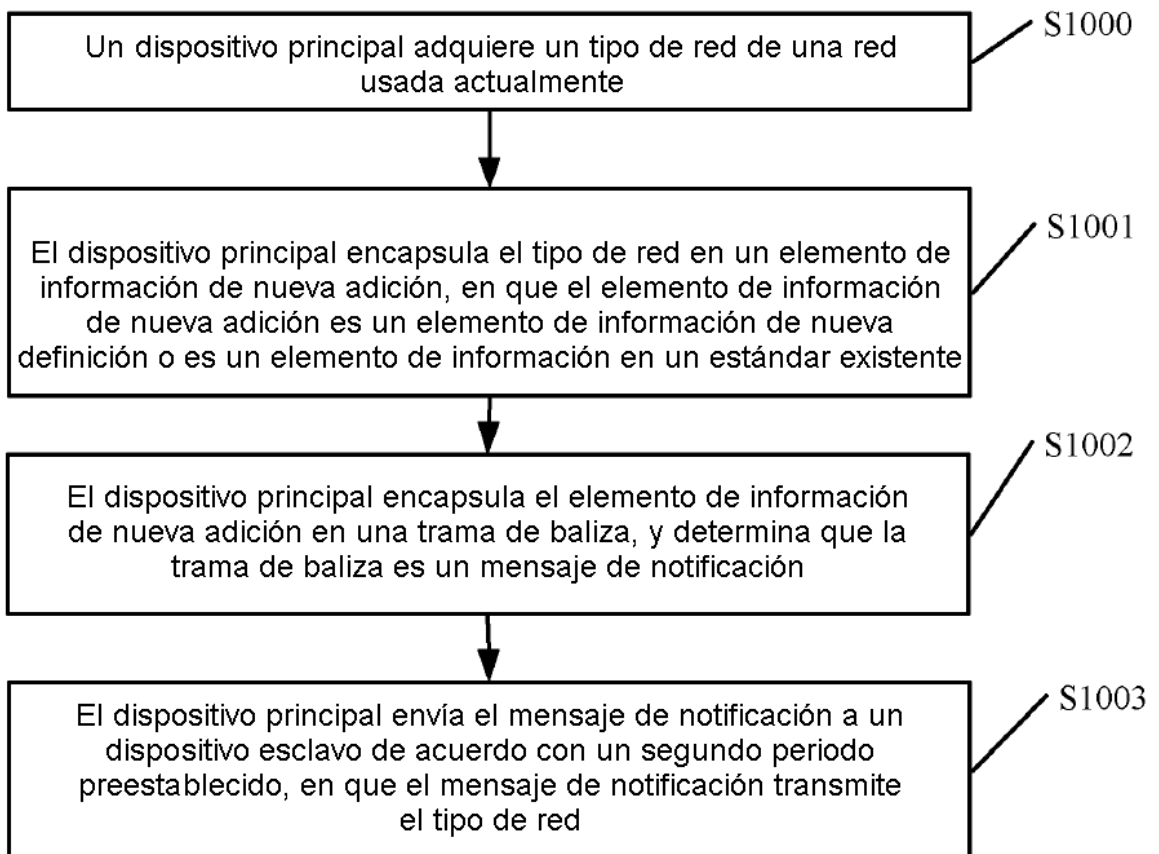 Un dispositivo principal adquiere un tipo de red de una red
usada actualmente
S1000
El dispositivo principal encapsula el tipo de red en un elemento de
información de nueva adición, en que el elemento de información
de nueva adición es un elemento de información de nueva
definición o es un elemento de información en un estándar existente
S1001
El dispositivo principal encapsula el elemento de información
de nueva adición en una trama de baliza, y determina que la
trama de baliza es un mensaje de notificación
S1002
El dispositivo principal envía el mensaje de notificación a un
dispositivo esclavo de acuerdo con un segundo periodo
preestablecido, en que el mensaje de notificación transmite
el tipo de red
S1003